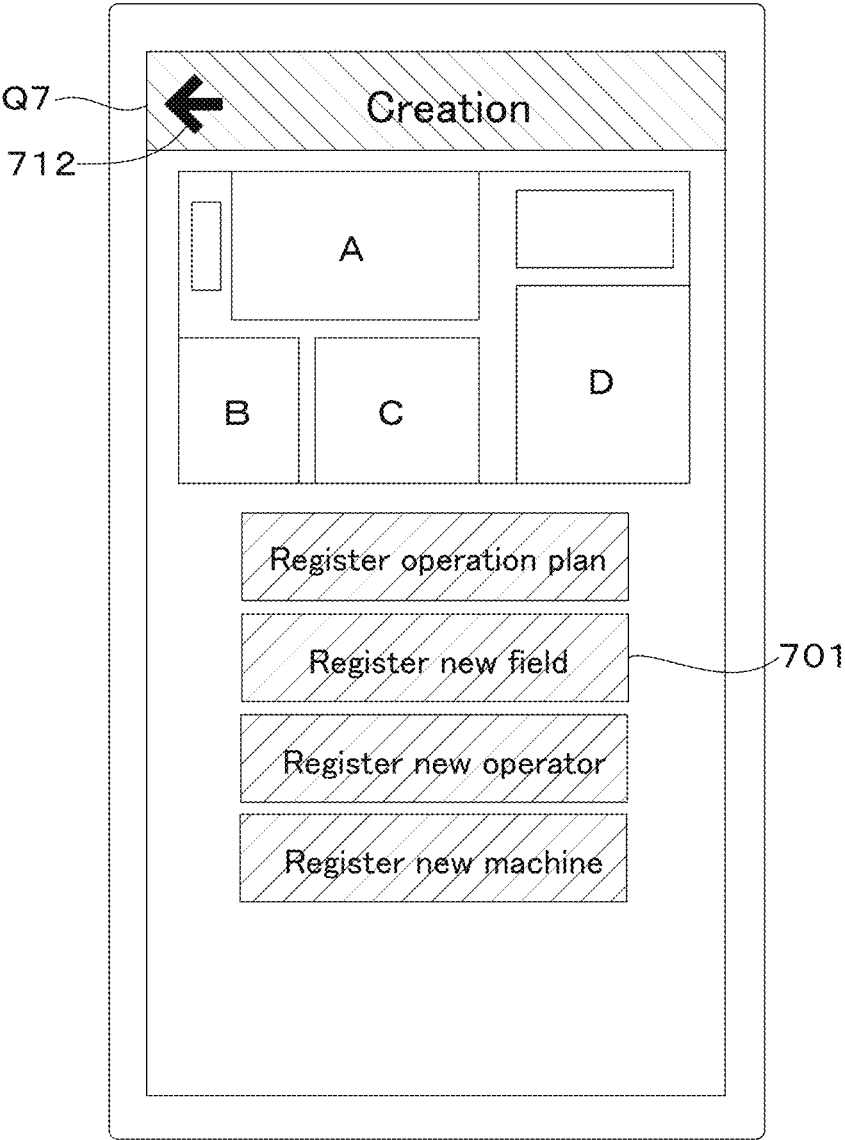 Q7
Creation
712
A
B
C
D
Register operation plan
Register new field
701
Register new operator
Register new machine